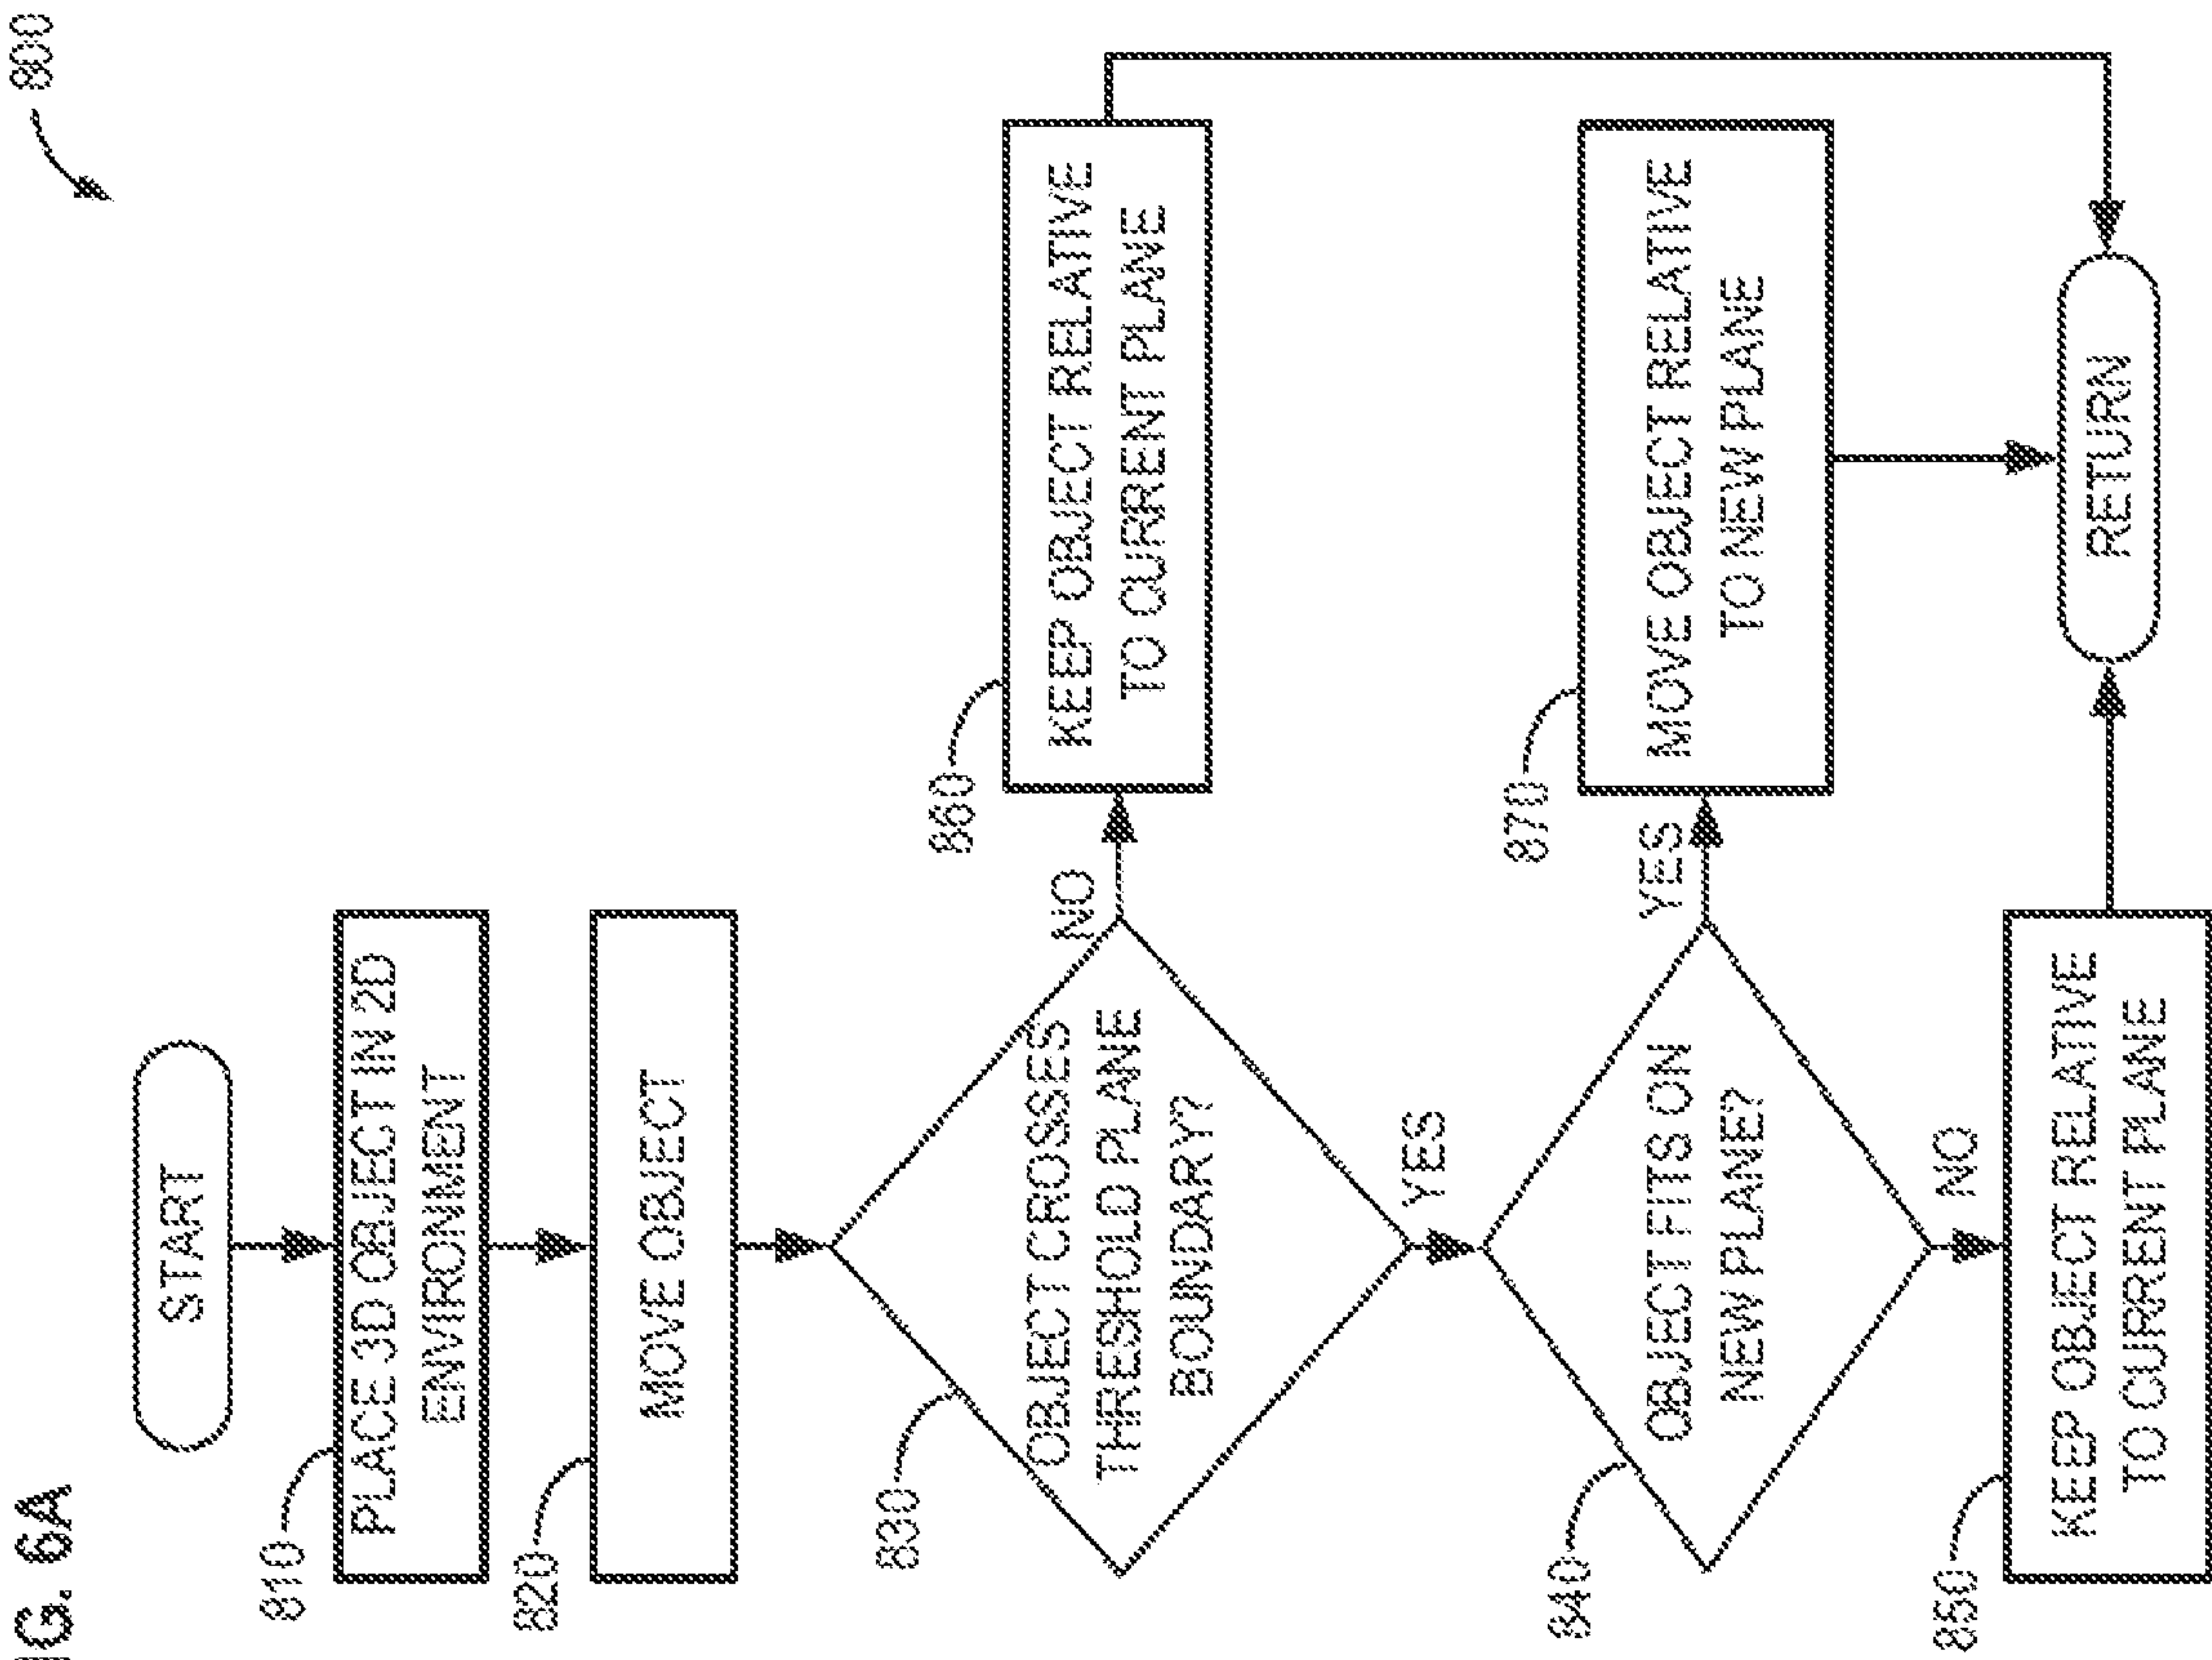 FIG. 6A
800
START
810
PLACE 3D OBJECT IN 2D
ENVIRONMENT
820
MOVE OBJECT
830
OBJECT CROSSES
THRESHOLD PLANE
BOUNDARY?
NO
860
KEEP OBJECT RELATIVE
TO CURRENT PLANE
YES
840
OBJECT FITS ON
NEW PLANE?
YES
870
MOVE OBJECT RELATIVE
TO NEW PLANE
NO
850
KEEP OBJECT RELATIVE
TO CURRENT PLANE
RETURN